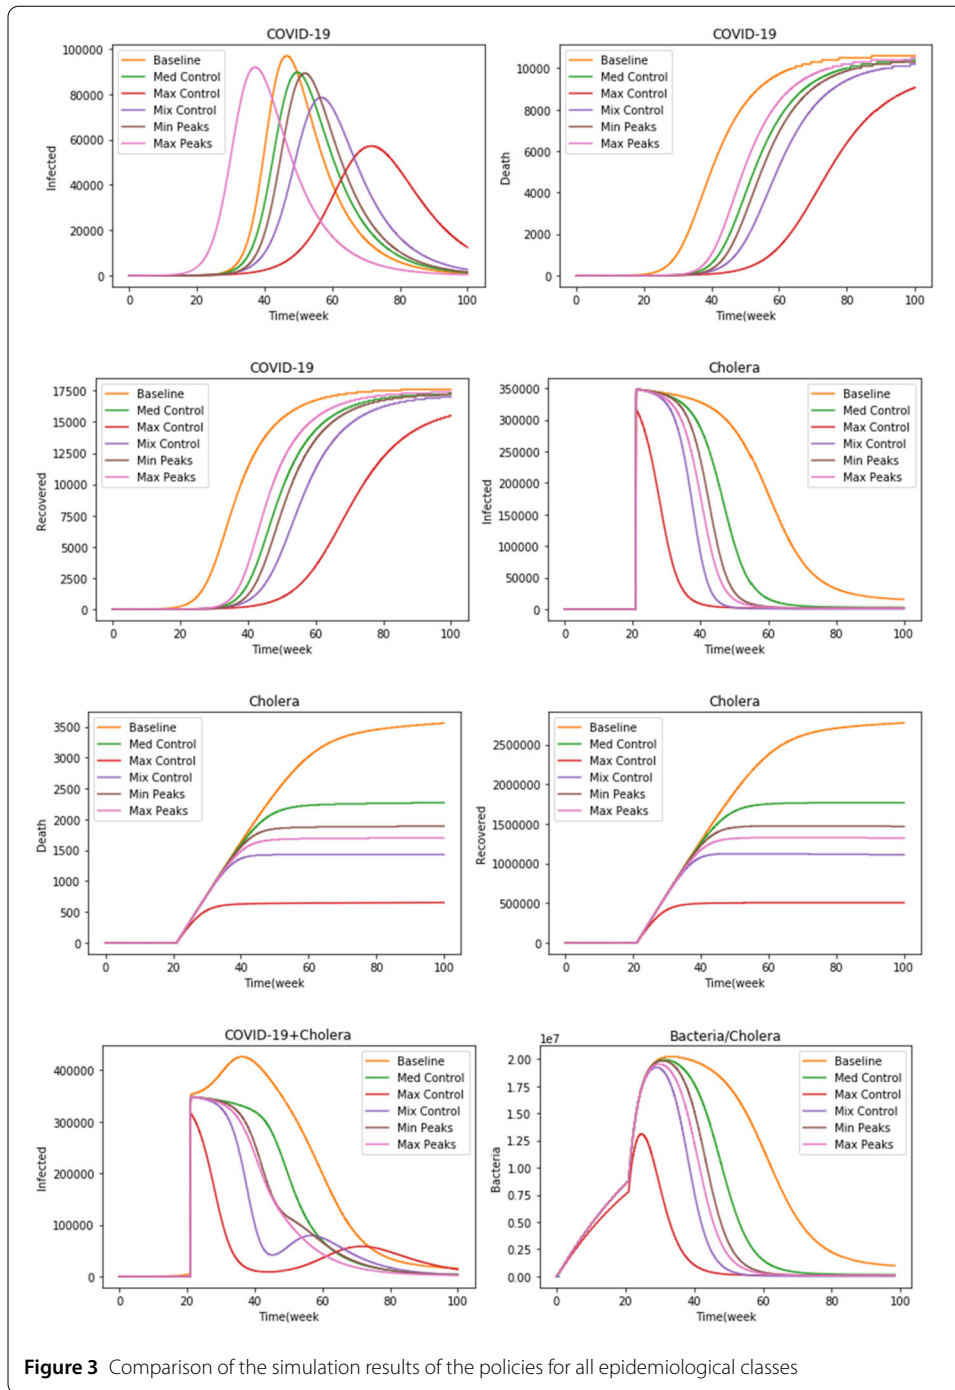 COVID-19
100000
80000
60000
40000
20000
0
Infected
Baseline
Med Control
Max Control
Mix Control
Min Peaks
Max Peaks
0 20 40 60 80 100
Time(week
COVID-19
10000
8000
6000
4000
2000
0
Death
Baseline
Med Control
Max Control
Mix Control
Min Peaks
Max Peaks
0 20 40 60 80 100
Time(week
COVID-19
17500
15000
12500
10000
7500
5000
2500
0
Recovered
Baseline
Med Control
Max Control
Mix Control
Min Peaks
Max Peaks
0 20 40 60 80 100
Time(week
Cholera
350000
300000
250000
200000
150000
100000
50000
0
Infected
Baseline
Med Control
Max Control
Mix Control
Min Peaks
Max Peaks
0 20 40 60 80 100
Time(week
Cholera
3500
3000
2500
2000
1500
1000
500
0
Death
Baseline
Med Control
Max Control
Mix Control
Min Peaks
Max Peaks
0 20 40 60 80 100
Time(week
Cholera
2500000
2000000
1500000
1000000
500000
0
Recovered
Baseline
Med Control
Max Control
Mix Control
Min Peaks
Max Peaks
0 20 40 60 80 100
Time(week
COVID-19+Cholera
400000
300000
200000
100000
0
Infected
Baseline
Med Control
Max Control
Mix Control
Min Peaks
Max Peaks
0 20 40 60 80 100
Time(week
Bacteria/Cholera
1e7
2.00
1.75
1.50
1.25
1.00
0.75
0.50
0.25
0.00
Bacteria
Baseline
Med Control
Max Control
Mix Control
Min Peaks
Max Peaks
0 20 40 60 80 100
Time(week
Figure 3 Comparison of the simulation results of the policies for all epidemiological classes